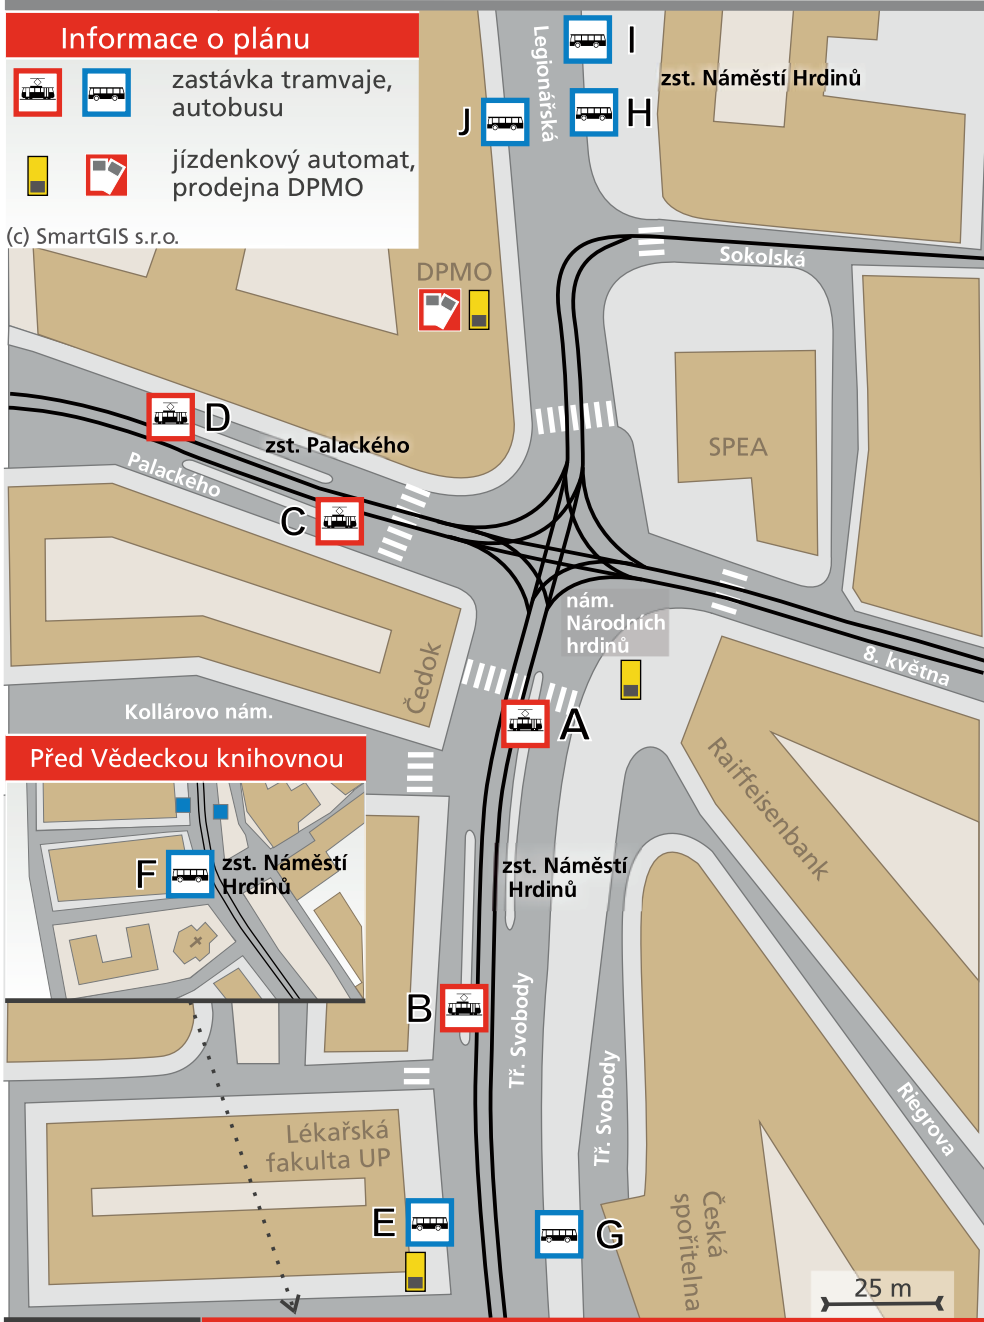 Informace o plánu
zastávka tramvaje,
autobusu
jízdenkový automat,
prodejna DPMO
(c) SmartGIS s.r.o.
Legionářská
I
H
J
zst. Náměstí Hrdinů
Sokolská
DPMO
D
zst. Palackého
Palackého
C
SPEA
nám.
Národních
hrdinů
8. května
Čedok
Kollárovo nám.
A
Raiffeisenbank
Před Vědeckou knihovnou
F
zst. Náměstí
Hrdinů
zst. Náměstí
Hrdinů
B
Tř. Svobody
Tř. Svobody
Riegrova
Lékařská
fakulta UP
E
G
Česká
spořitelna
25 m